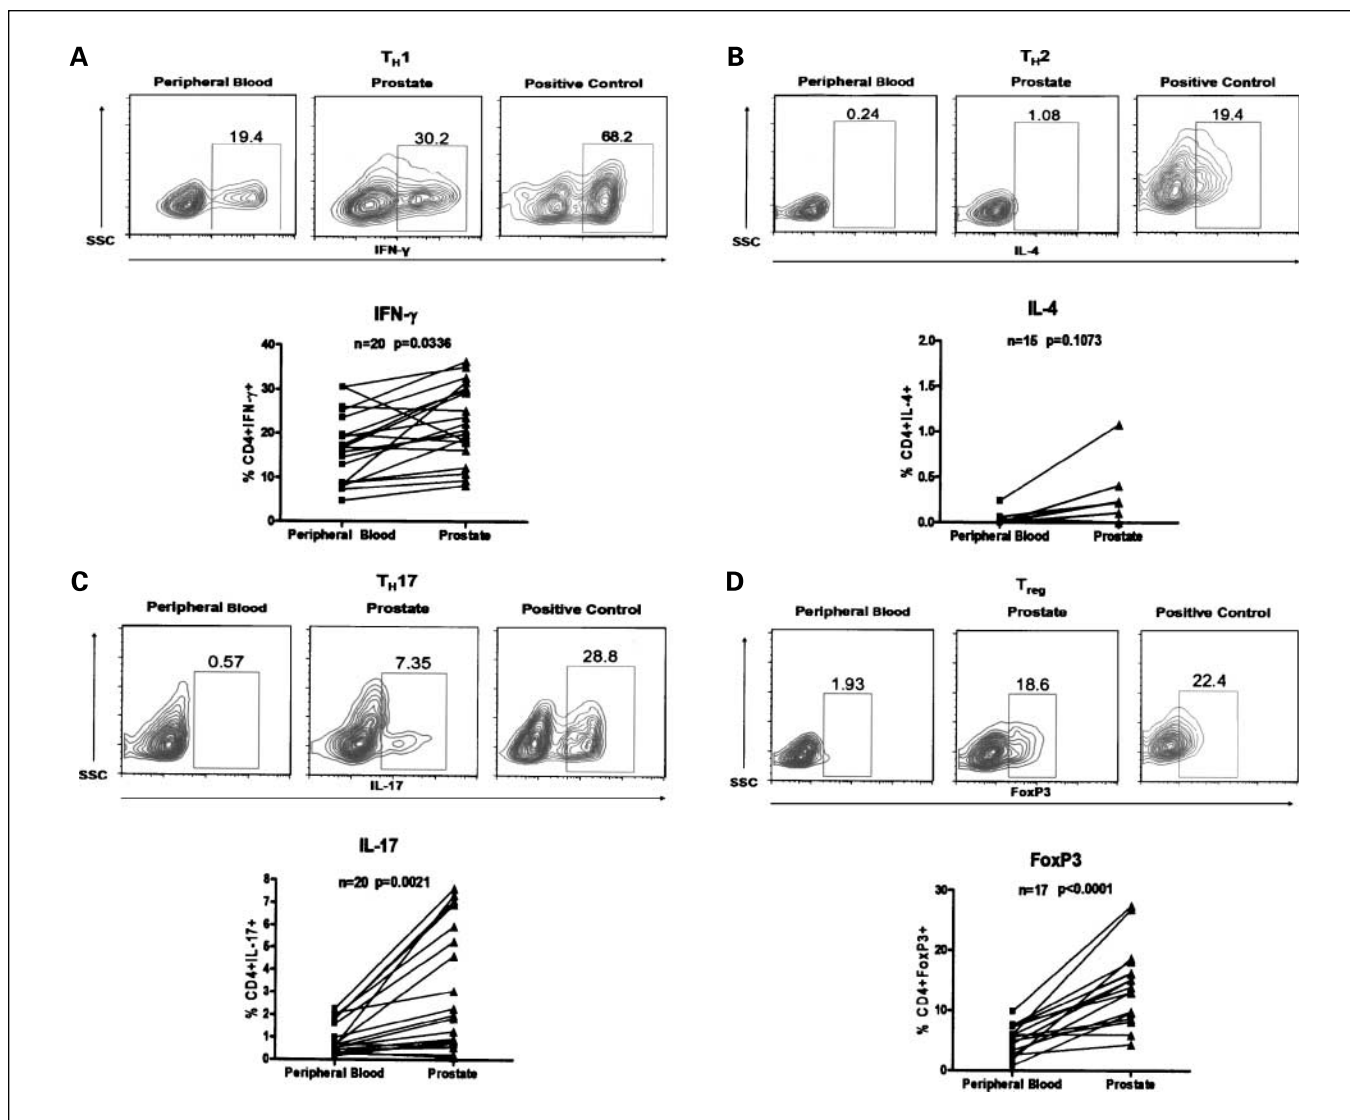 A
T_H1
Peripheral Blood Prostate Positive Control
19.4 30.2 68.2
SSC
IFN-γ
IFN-γ
n=20 p=0.0336
% CD4+IFN-γ+
40
30
20
10
0
Peripheral Blood Prostate
B
T_H2
Peripheral Blood Prostate Positive Control
0.24 1.08 19.4
SSC
IL-4
IL-4
n=15 p=0.1073
% CD4+IL-4+
2.0
1.5
1.0
0.5
0.0
Peripheral Blood Prostate
C
T_H17
Peripheral Blood Prostate Positive Control
0.57 7.35 28.8
SSC
IL-17
IL-17
n=20 p=0.0021
% CD4+IL-17+
8
7
6
5
4
3
2
1
0
Peripheral Blood Prostate
D
T_reg
Peripheral Blood Prostate Positive Control
1.93 18.6 22.4
SSC
FoxP3
FoxP3
n=17 p<0.0001
% CD4+FoxP3+
30
20
10
0
Peripheral Blood Prostate